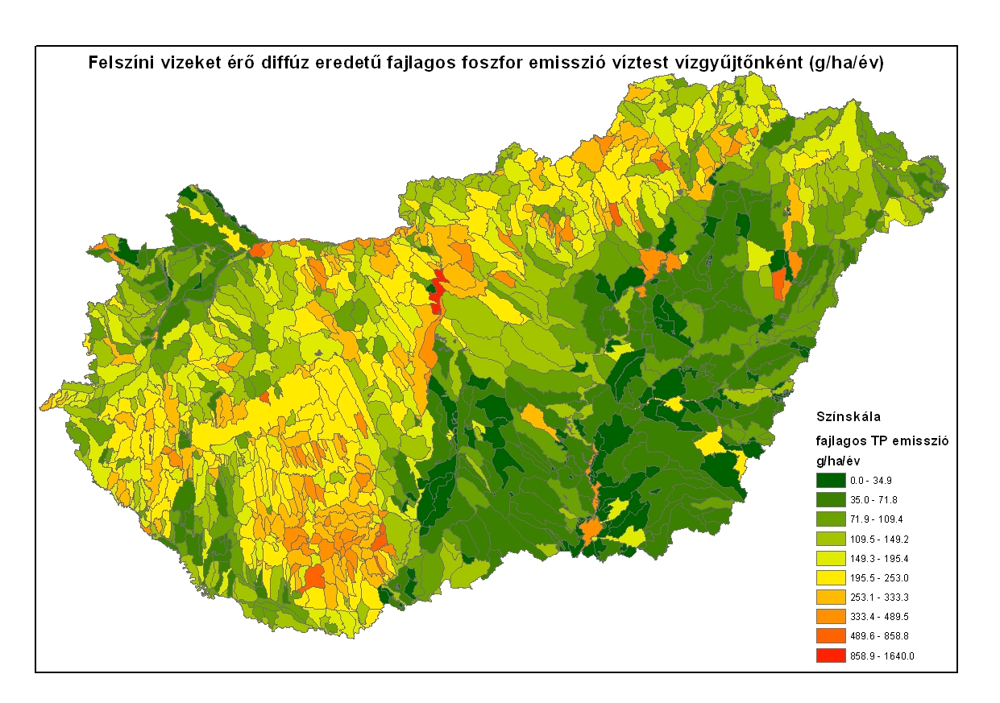 Felszíni vizeket érő diffúz eredetű fajlagos foszfor emisszió víztest vízgyűjtőnként (g/ha/év)
Színskála
fajlagos TP emisszió
g/ha/év
0.0 - 34.9
35.0 - 71.8
71.9 - 109.4
109.5 - 149.2
149.3 - 195.4
195.5 - 253.0
253.1 - 333.3
333.4 - 489.5
489.6 - 858.8
858.9 - 1640.0